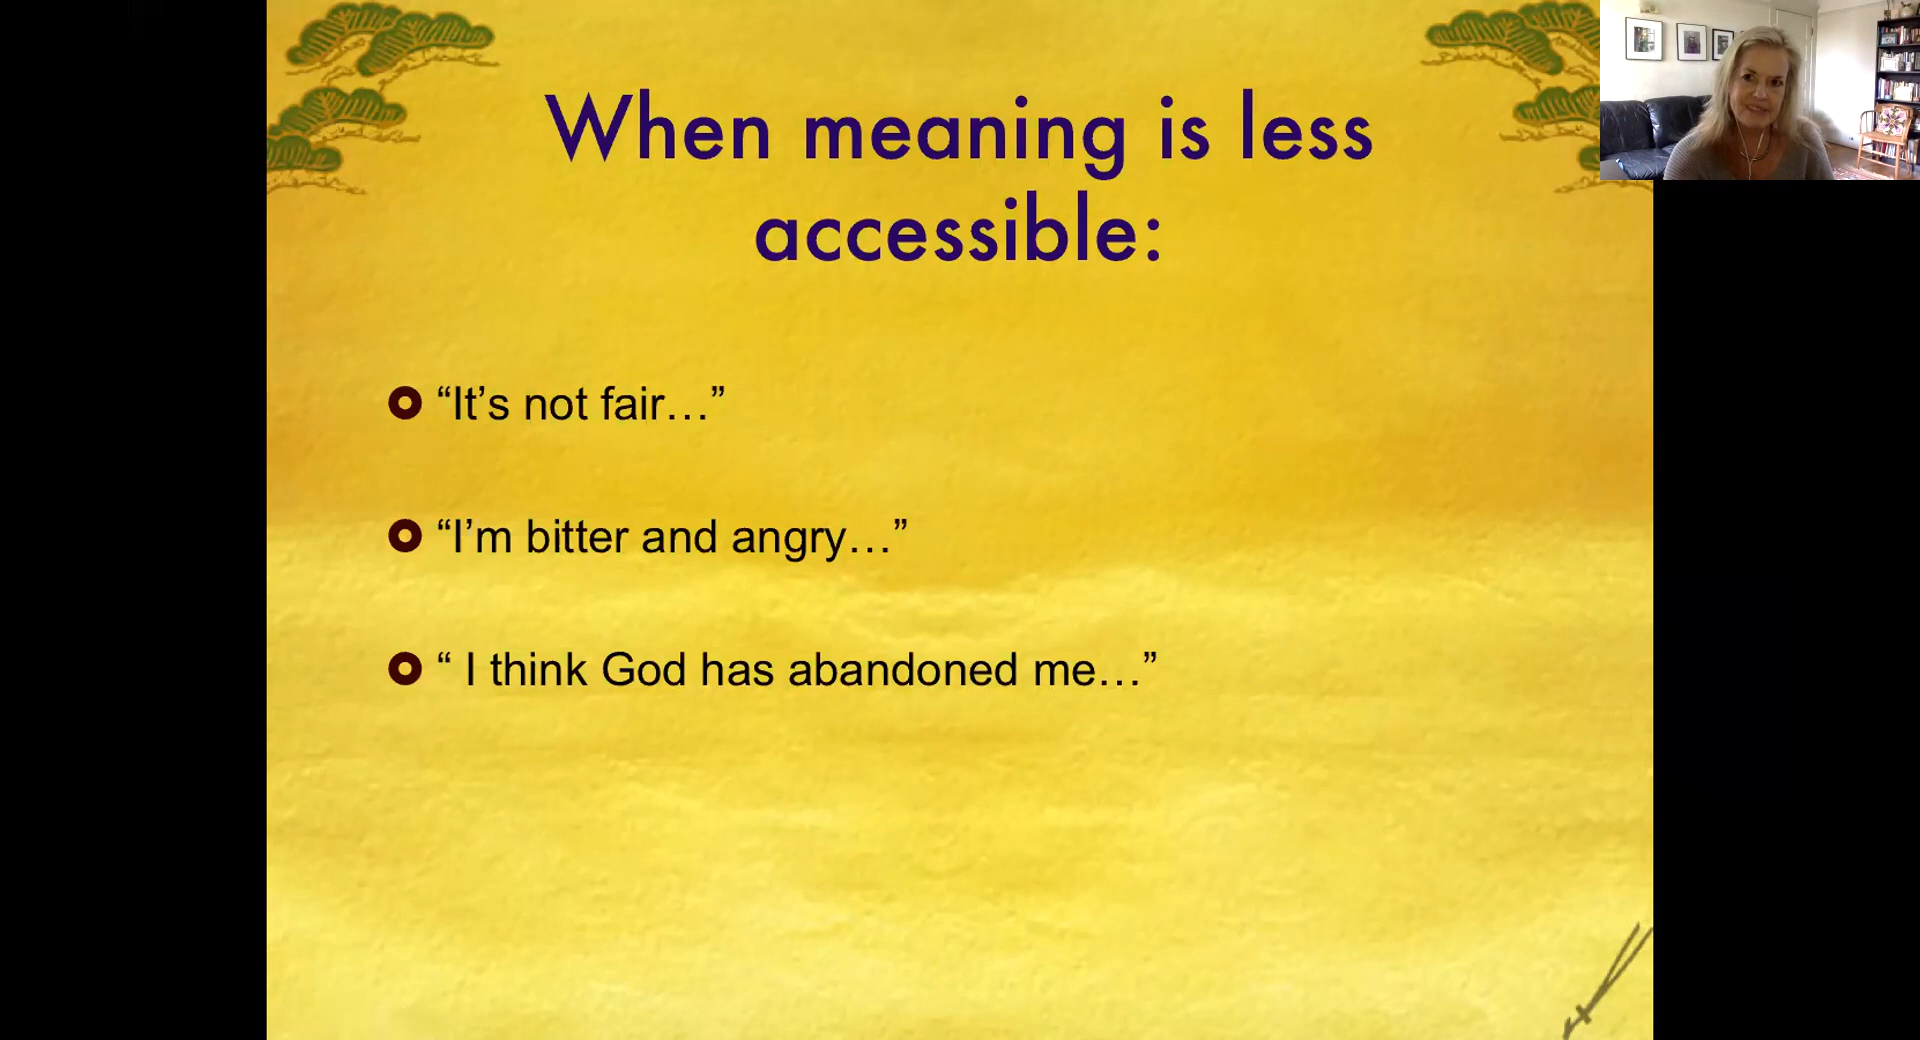 When meaning is less
accessible:
“It’s not fair…”
“I’m bitter and angry…”
“ I think God has abandoned me…”